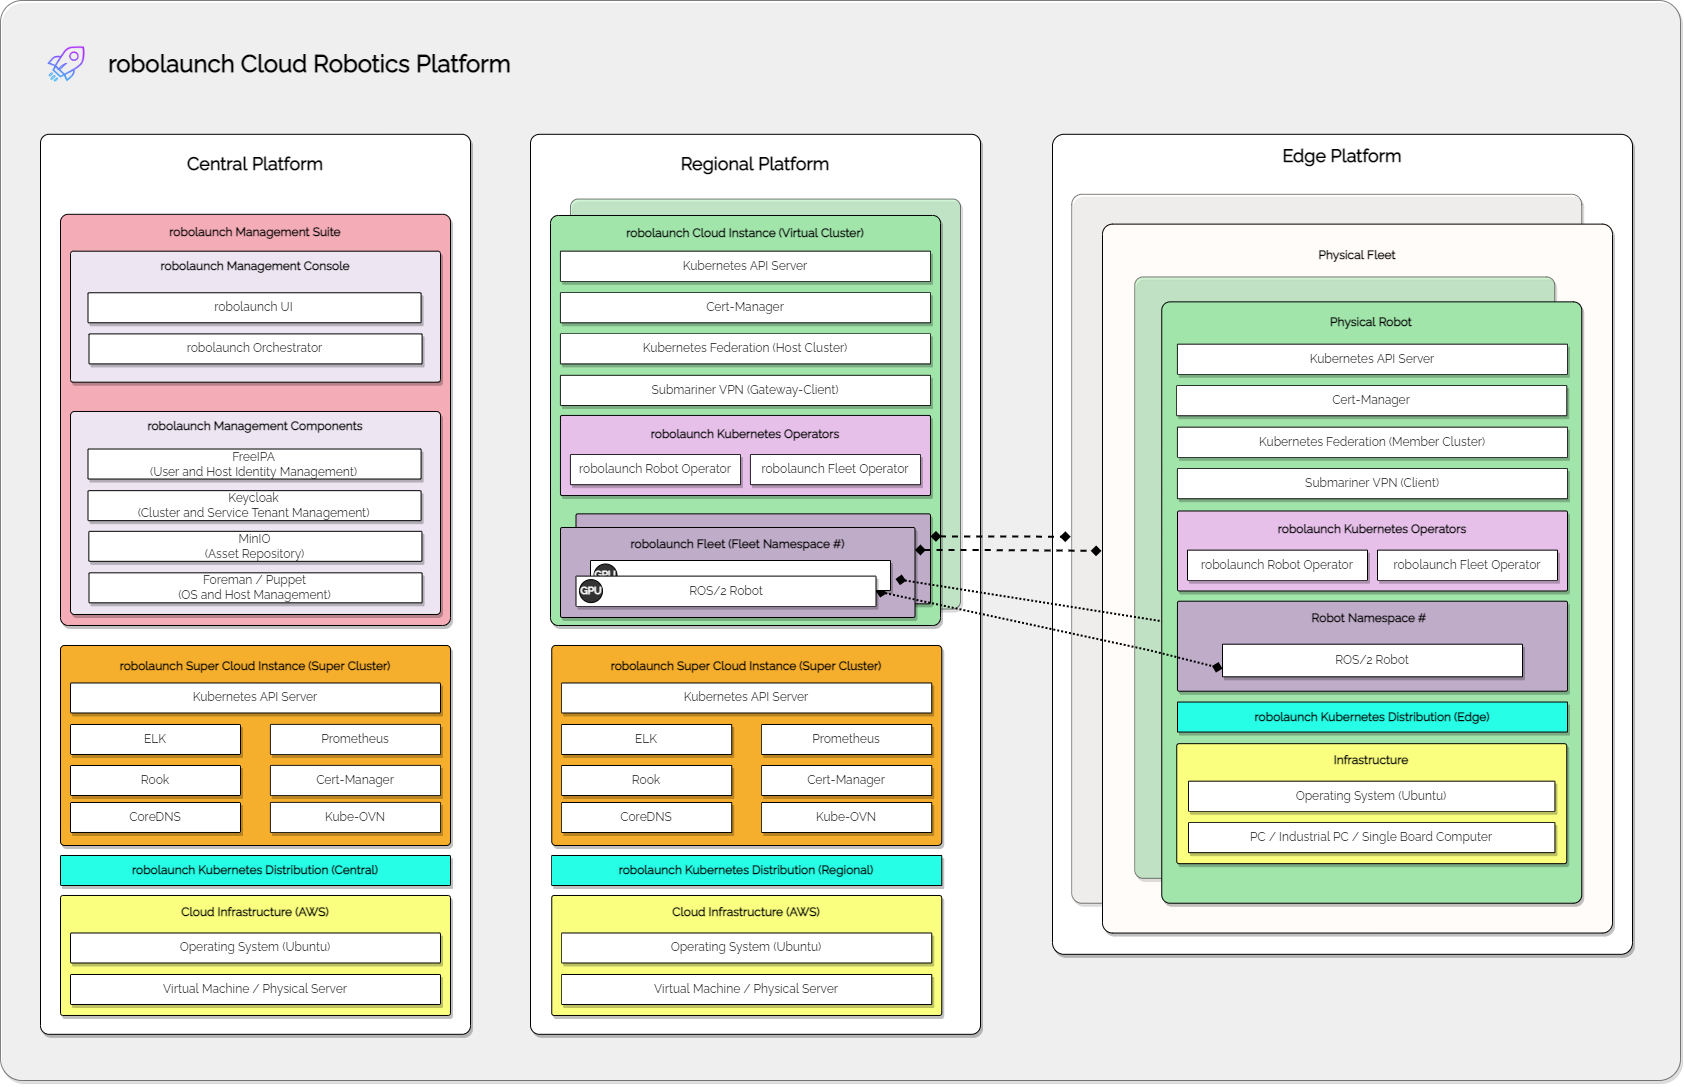 robolaunch Cloud Robotics Platform
Central Platform
robolaunch Management Suite
robolaunch Management Console
robolaunch UI
robolaunch Orchestrator
robolaunch Management Components
FreeIPA
(User and Host Identity Management)
Keycloak
(Cluster and Service Tenant Management)
MinIO
(Asset Repository)
Foreman / Puppet
(OS and Host Management)
robolaunch Super Cloud Instance (Super Cluster)
Kubernetes API Server
ELK
Prometheus
Rook
Cert-Manager
CoreDNS
Kube-OVN
robolaunch Kubernetes Distribution (Central)
Cloud Infrastructure (AWS)
Operating System (Ubuntu)
Virtual Machine / Physical Server
Regional Platform
robolaunch Cloud Instance (Virtual Cluster)
Kubernetes API Server
Cert-Manager
Kubernetes Federation (Host Cluster)
Submariner VPN (Gateway-Client)
robolaunch Kubernetes Operators
robolaunch Robot Operator
robolaunch Fleet Operator
robolaunch Fleet (Fleet Namespace #)
GPU
GPU
ROS/2 Robot
robolaunch Super Cloud Instance (Super Cluster)
Kubernetes API Server
ELK
Prometheus
Rook
Cert-Manager
CoreDNS
Kube-OVN
robolaunch Kubernetes Distribution (Regional)
Cloud Infrastructure (AWS)
Operating System (Ubuntu)
Virtual Machine / Physical Server
Edge Platform
Physical Fleet
Physical Robot
Kubernetes API Server
Cert-Manager
Kubernetes Federation (Member Cluster)
Submariner VPN (Client)
robolaunch Kubernetes Operators
robolaunch Robot Operator
robolaunch Fleet Operator
Robot Namespace #
ROS/2 Robot
robolaunch Kubernetes Distribution (Edge)
Infrastructure
Operating System (Ubuntu)
PC / Industrial PC / Single Board Computer